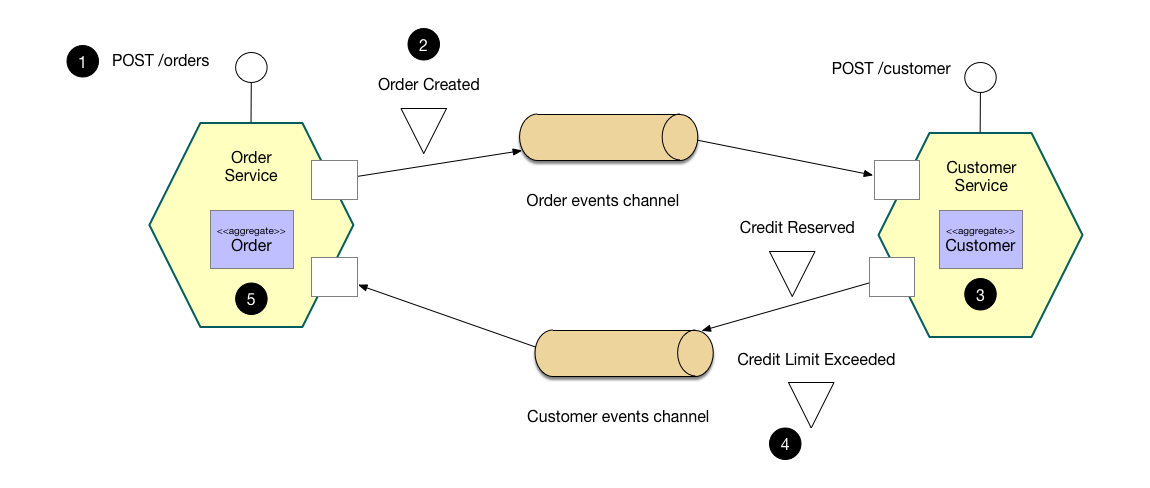 1
POST /orders
2
Order Created
POST /customer
Order
Service
<<aggregate>>
Order
5
Order events channel
Customer
Service
<<aggregate>>
Customer
3
Credit Reserved
Credit Limit Exceeded
4
Customer events channel